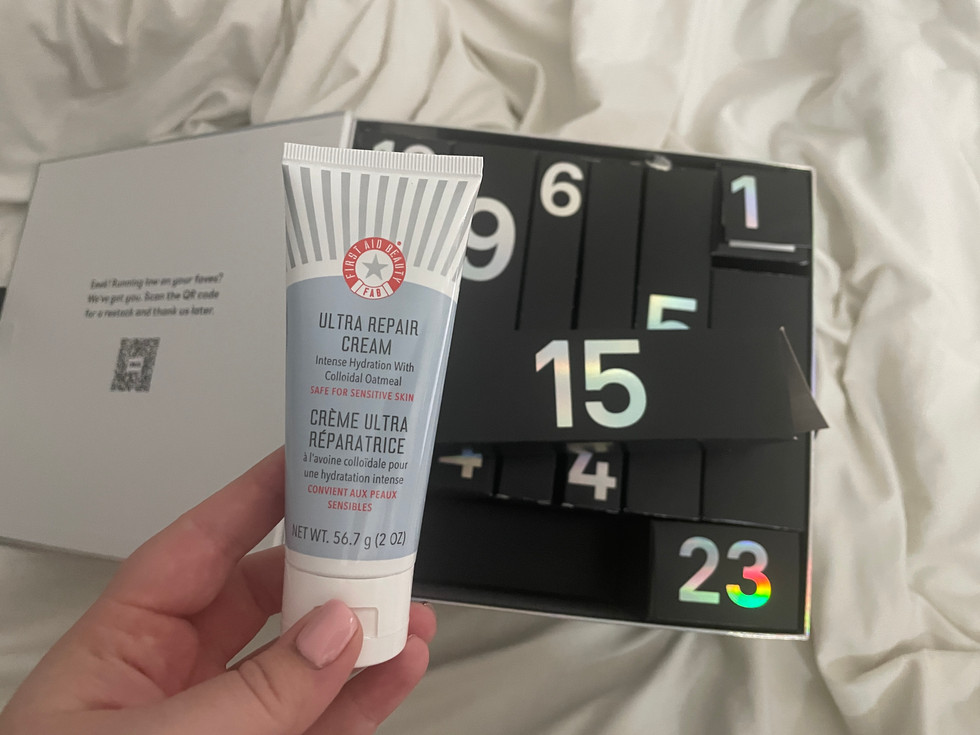 Eeek! Running low on your faves?
We've got you. Scan the QR code
for a restock and thank us later.
FIRST AID BEAUTY
FAB
ULTRA REPAIR
CREAM
Intense Hydration With
Colloidal Oatmeal
SAFE FOR SENSITIVE SKIN
CRÈME ULTRA
RÉPARATRICE
à l'avoine colloïdale pour
une hydratation intense
CONVIENT AUX PEAUX
SENSIBLES
NET WT. 56.7 g (2 OZ)
6
1
9
5
15
4
23